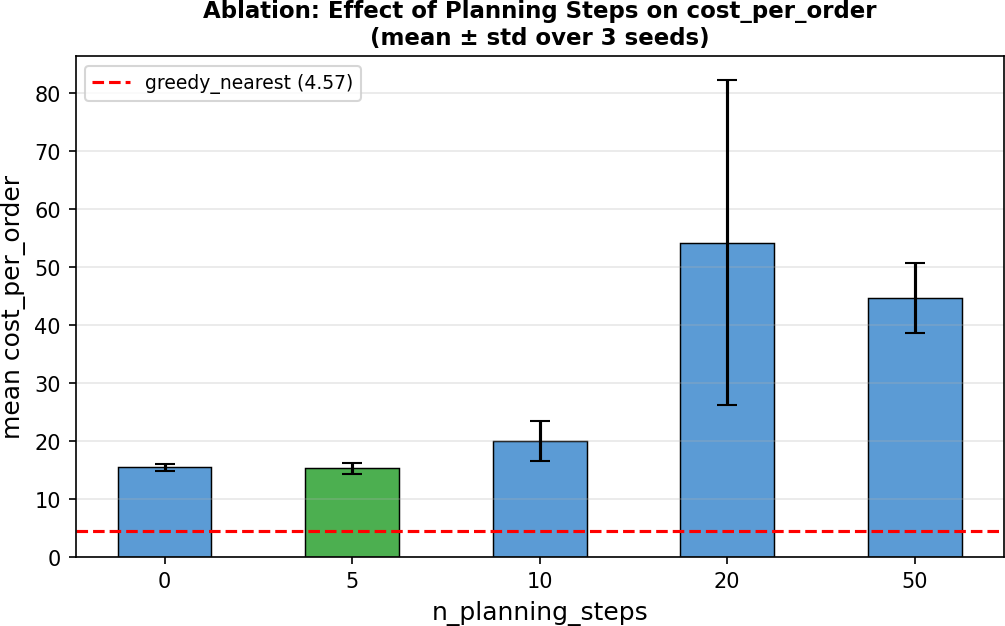 Ablation: Effect of Planning Steps on cost_per_order
(mean ± std over 3 seeds)
greedy_nearest (4.57)
mean cost_per_order
80
70
60
50
40
30
20
10
0
0 5 10 20 50
n_planning_steps